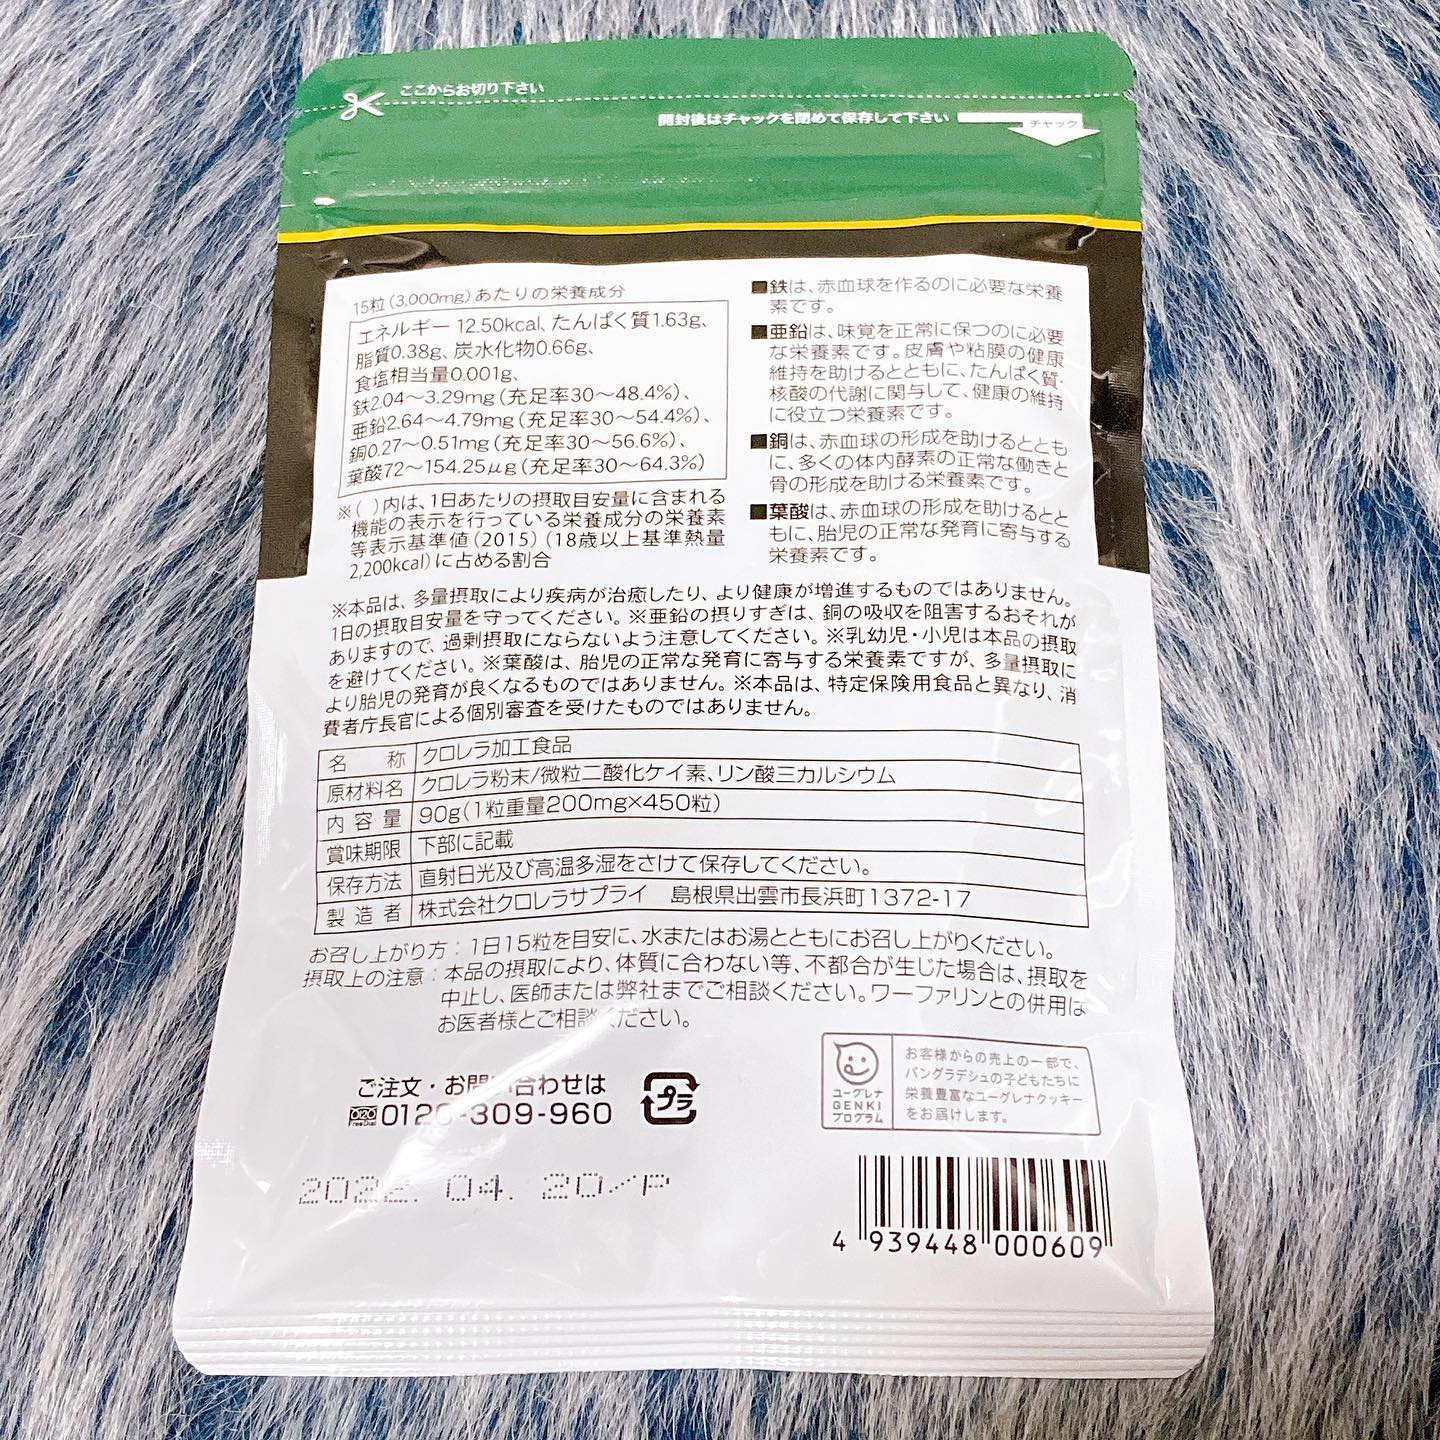 ここからお切り下さい
開封後はチャックを閉めて保存して下さい
チャック
15粒(3,000mg)あたりの栄養成分
エネルギー 12.50kcal、たんぱく質1.63g、
脂質0.38g、炭水化物0.66g、
食塩相当量0.001g、
鉄2.04〜3.29mg(充足率30〜48.4%)、
亜鉛2.64〜4.79mg(充足率30〜54.4%)、
銅0.27〜0.51mg(充足率30〜56.6%)、
葉酸72〜154.25μg(充足率30〜64.3%)
※( )内は、1日あたりの摂取目安量に含まれる
機能の表示を行っている栄養成分の栄養素
等表示基準値(2015)(18歳以上基準熱量
2,200kcal)に占める割合
■鉄は、赤血球を作るのに必要な栄養
素です。
■亜鉛は、味覚を正常に保つのに必要
な栄養素です。皮膚や粘膜の健康
維持を助けるとともに、たんぱく質・
核酸の代謝に関与して、健康の維持
に役立つ栄養素です。
■銅は、赤血球の形成を助けるととも
に、多くの体内酵素の正常な働きと
骨の形成を助ける栄養素です。
■葉酸は、赤血球の形成を助けるとと
もに、胎児の正常な発育に寄与する
栄養素です。
※本品は、多量摂取により疾病が治癒したり、より健康が増進するものではありません。
1日の摂取目安量を守ってください。※亜鉛の摂りすぎは、銅の吸収を阻害するおそれが
ありますので、過剰摂取にならないよう注意してください。※乳幼児・小児は本品の摂取
を避けてください。※葉酸は、胎児の正常な発育に寄与する栄養素ですが、多量摂取に
より胎児の発育が良くなるものではありません。※本品は、特定保険用食品と異なり、消
費者庁長官による個別審査を受けたものではありません。
名称 クロレラ加工食品
原材料名 クロレラ粉末/微粒二酸化ケイ素、リン酸三カルシウム
内容量 90g(1粒重量200mg×450粒)
賞味期限 下部に記載
保存方法 直射日光及び高温多湿をさけて保存してください。
製造者 株式会社クロレラサプライ 島根県出雲市長浜町1372-17
お召し上がり方：1日15粒を目安に、水またはお湯とともにお召し上がりください。
摂取上の注意：本品の摂取により、体質に合わない等、不都合が生じた場合は、摂取を
中止し、医師または弊社までご相談ください。ワーファリンとの併用は
お医者様とご相談ください。
ご注文・お問い合わせは
FreeDial 0120-309-960
プラ
ユーグレナ
GENKI
プログラム
お客様からの売上の一部で、
バングラデシュの子どもたちに
栄養豊富なユーグレナクッキー
をお届けします。
2022.04.20/P
4 939448 000609